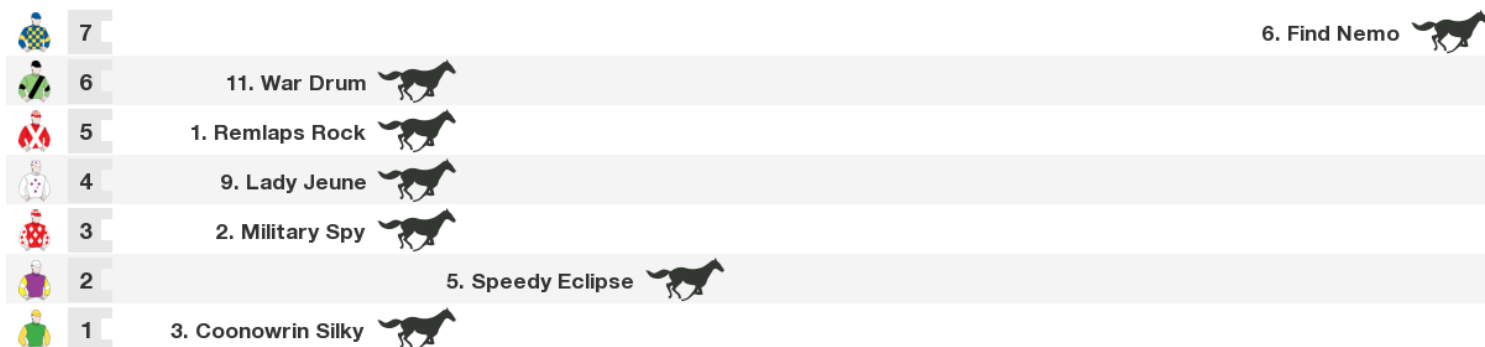 7 6. Find Nemo
6 11. War Drum
5 1. Remlaps Rock
4 9. Lady Jeune
3 2. Military Spy
2 5. Speedy Eclipse
1 3. Coonowrin Silky